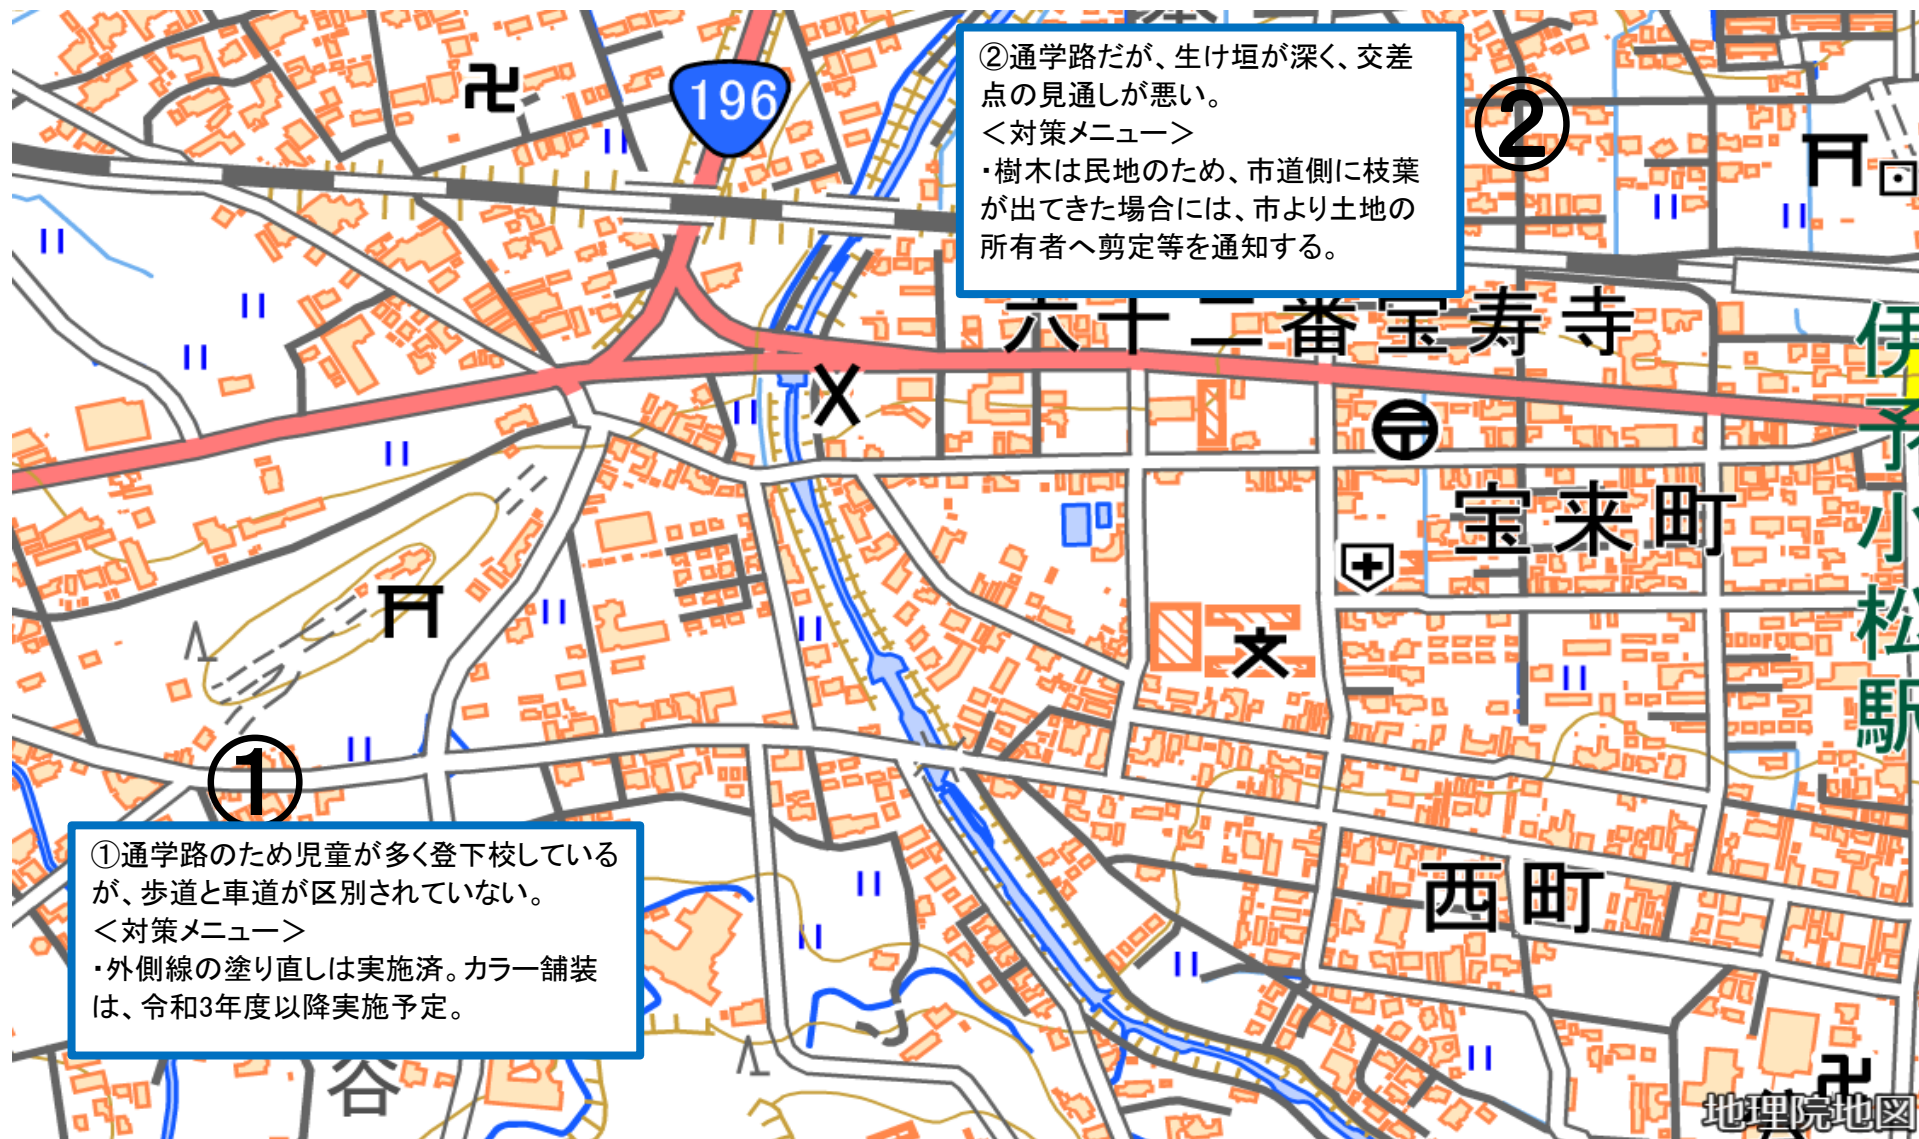 196
②通学路だが、生け垣が深く、交差
点の見通しが悪い。
＜対策メニュー＞
・樹木は民地のため、市道側に枝葉
が出てきた場合には、市より土地の
所有者へ剪定等を通知する。
②
六十二番宝寿寺
伊予小松駅
宝来町
西町
①
①通学路のため児童が多く登下校している
が、歩道と車道が区別されていない。
＜対策メニュー＞
・外側線の塗り直しは実施済。カラー舗装
は、令和3年度以降実施予定。
谷
地理院地図